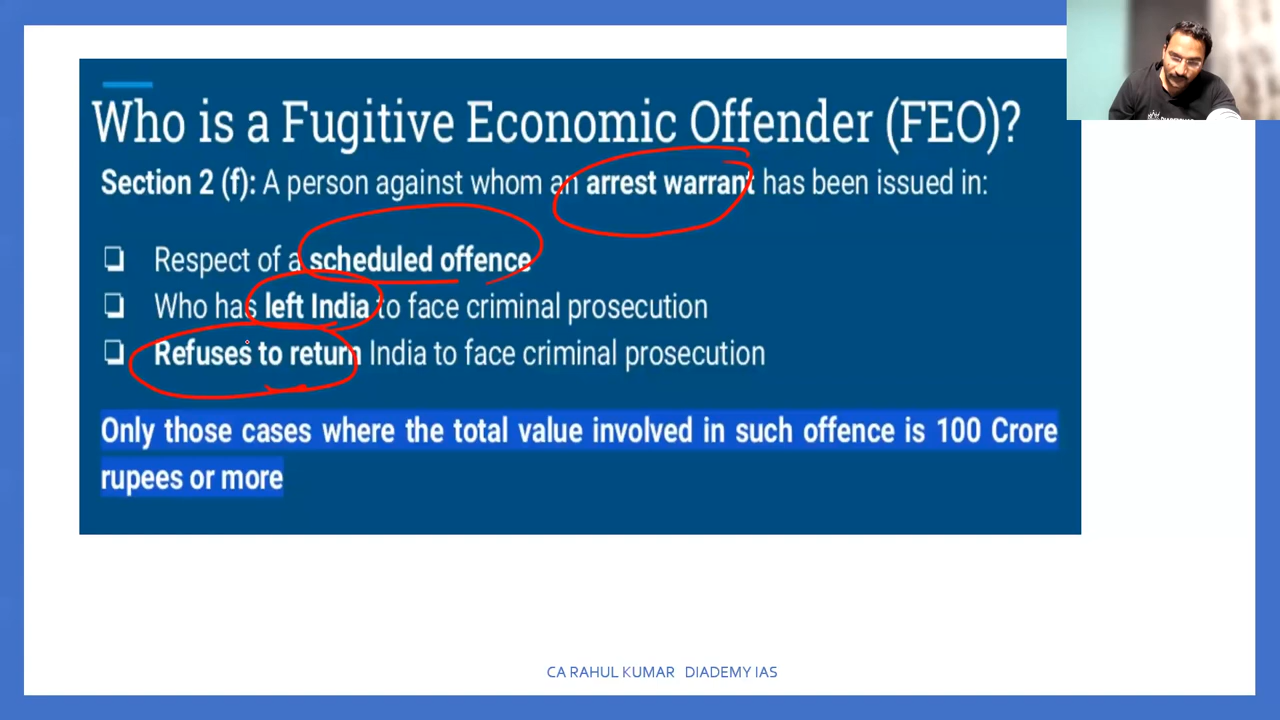 Who is a Fugitive Economic Offender (FEO)?
Section 2 (f): A person against whom an arrest warrant has been issued in:
❏ Respect of a scheduled offence
❏ Who has left India to face criminal prosecution
❏ Refuses to return India to face criminal prosecution
Only those cases where the total value involved in such offence is 100 Crore
rupees or more
CA RAHUL KUMAR DIADEMY IAS